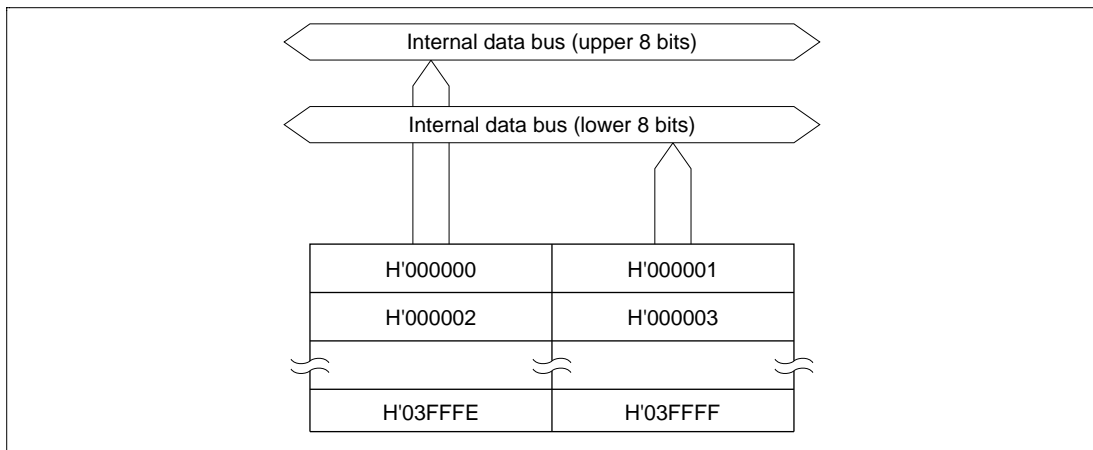 Internal data bus (upper 8 bits)
Internal data bus (lower 8 bits)
H'000000 H'000001
H'000002 H'000003
H'03FFFE H'03FFFF